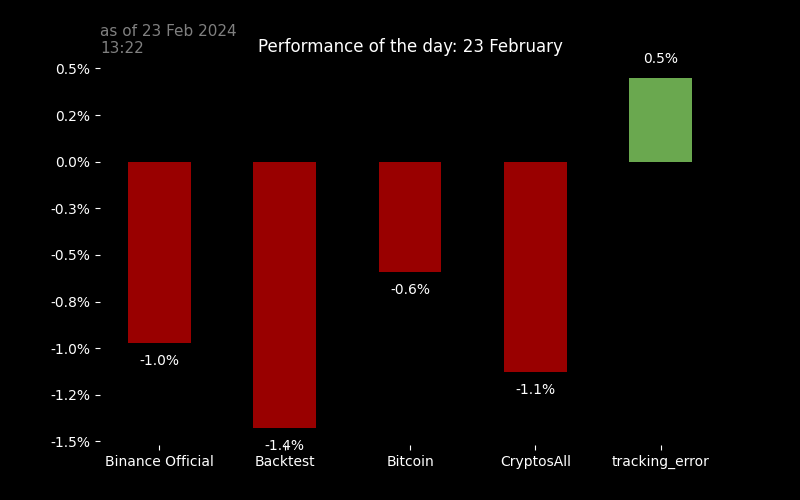 as of 23 Feb 2024
13:22
Performance of the day: 23 February
0.5%
0.5%
0.2%
0.0%
-0.3%
-0.5%
-0.8%
-1.0%
-1.2%
-1.5%
-1.0%
-1.4%
-0.6%
-1.1%
Binance Official
Backtest
Bitcoin
CryptosAll
tracking_error